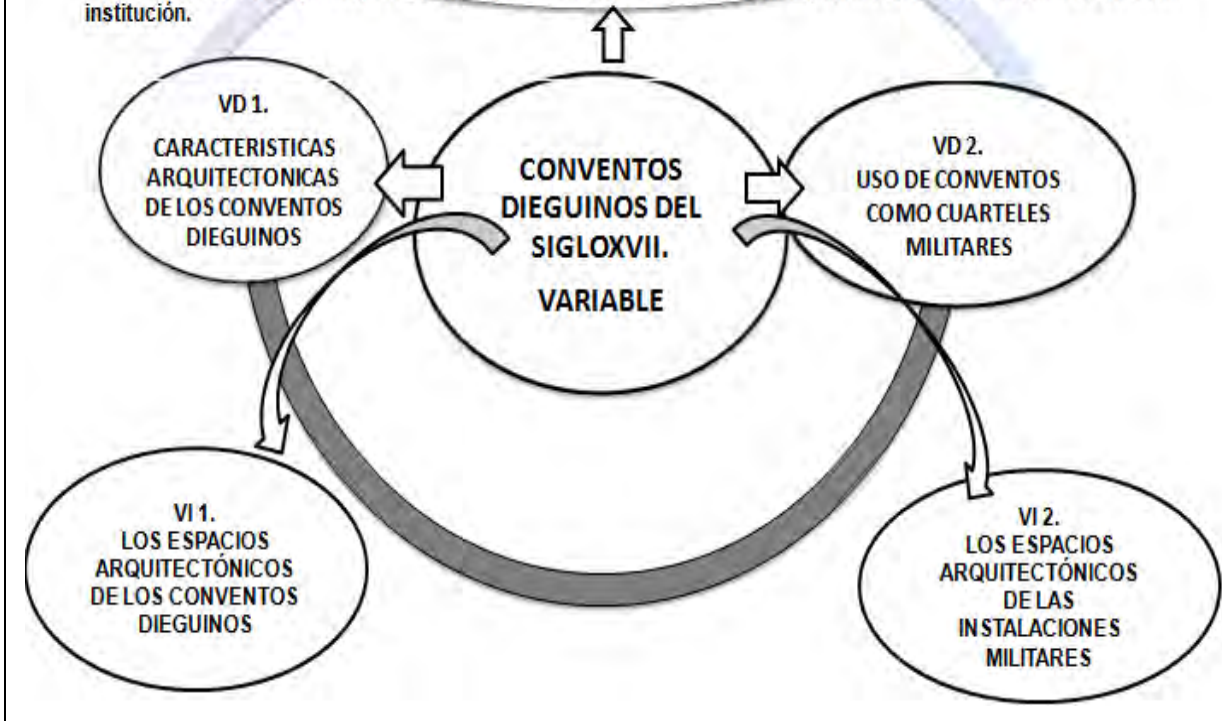 institución.
VD 1.
CARACTERISTICAS
ARQUITECTONICAS
DE LOS CONVENTOS
DIEGUINOS
CONVENTOS
DIEGUINOS DEL
SIGLOXVII.
VARIABLE
VD 2.
USO DE CONVENTOS
COMO CUARTELES
MILITARES
VI 1.
LOS ESPACIOS
ARQUITECTÓNICOS
DE LOS CONVENTOS
DIEGUINOS
VI 2.
LOS ESPACIOS
ARQUITECTÓNICOS
DE LAS
INSTALACIONES
MILITARES